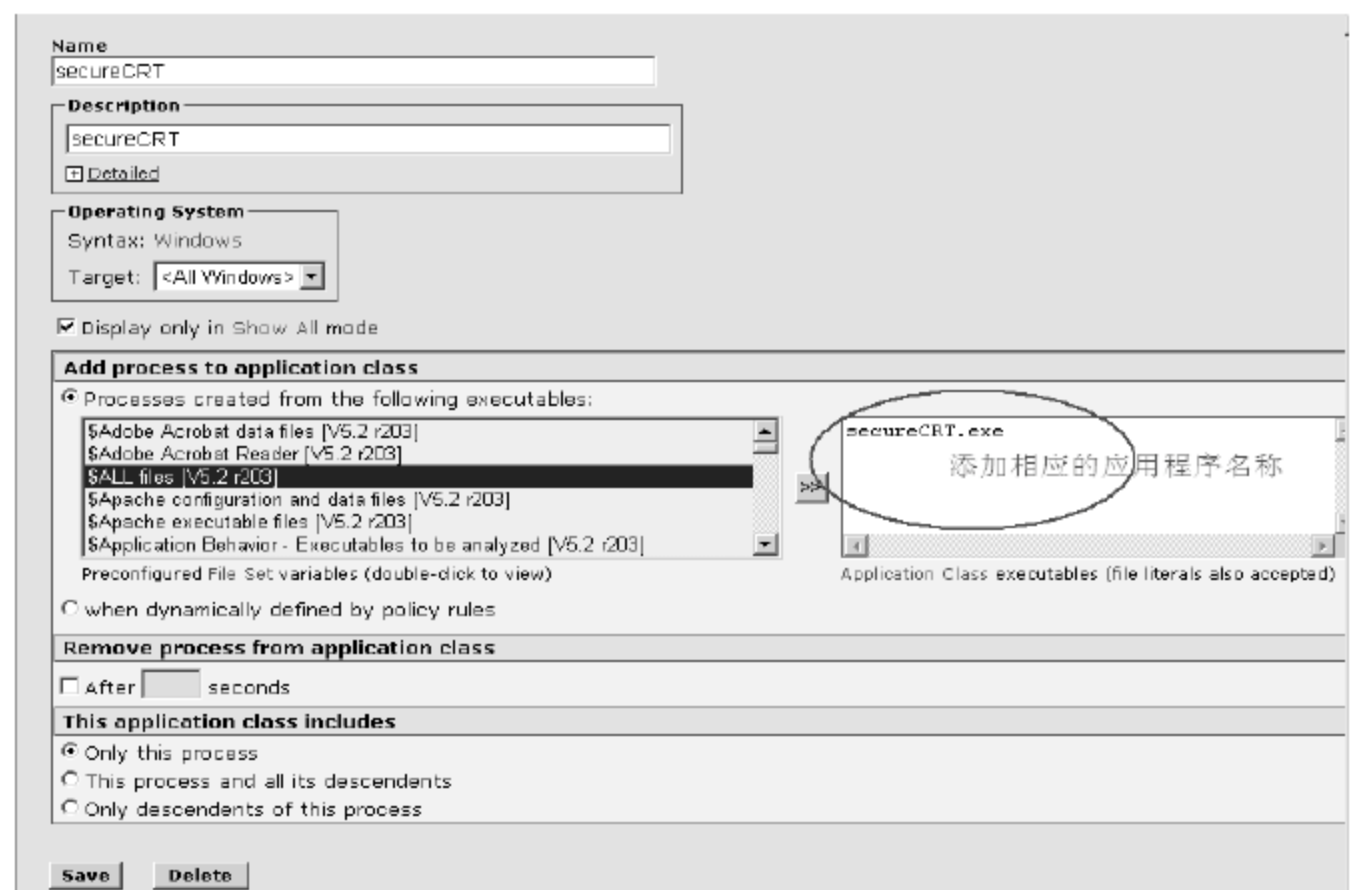 Name
secureCRT
Description
secureCRT
Detailed
Operating System
Syntax: Windows
Target: <All Windows>
Display only in Show All mode
Add process to application class
Processes created from the following executables:
$Adobe Acrobat data files [V5.2 r203]
$Adobe Acrobat Reader [V5.2 r203]
$ALL files [V5.2 r203]
$Apache configuration and data files [V5.2 r203]
$Apache executable files [V5.2 r203]
$Application Behavior - Executables to be analyzed [V5.2 r203]
Preconfigured File Set variables (double-click to view)
>>
secureCRT.exe
添加相应的应用程序名称
Application Class executables (file literals also accepted)
when dynamically defined by policy rules
Remove process from application class
After seconds
This application class includes
Only this process
This process and all its descendents
Only descendents of this process
Save Delete